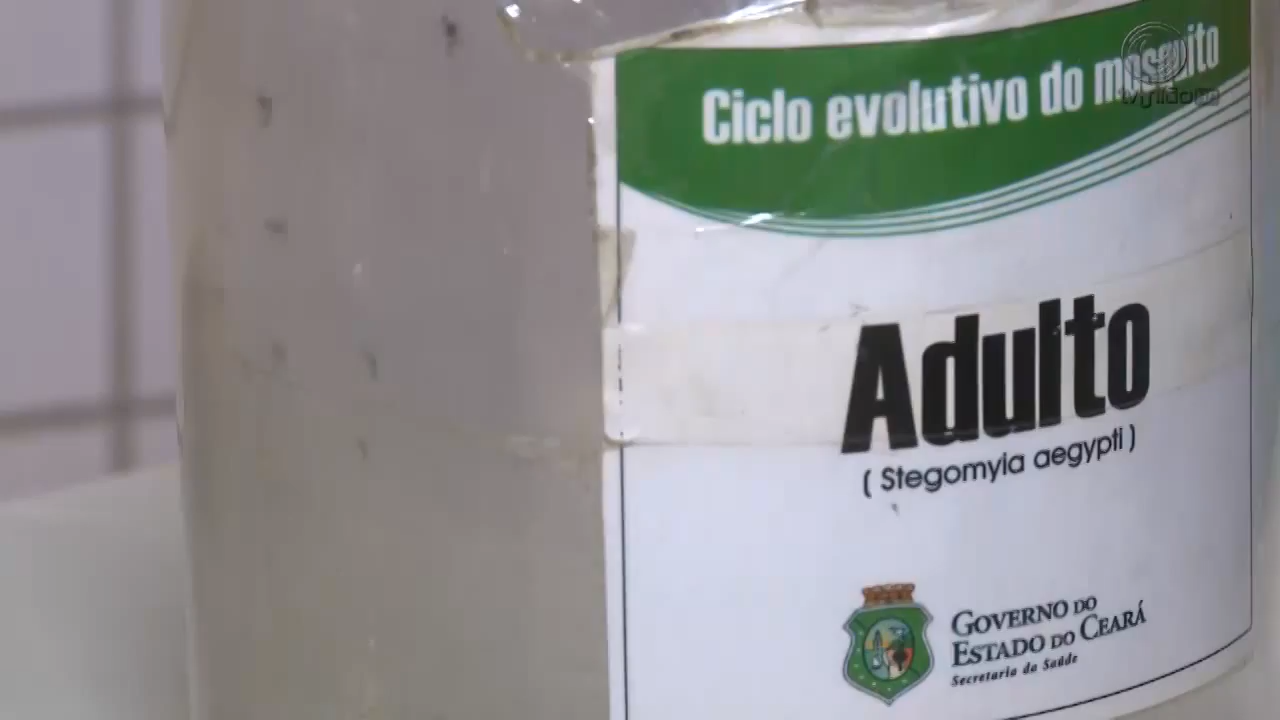 Ciclo evolutivo do mosquito
Adulto
( Stegomyia aegypti )
GOVERNO DO
ESTADO DO CEARÁ
Secretaria da Saúde